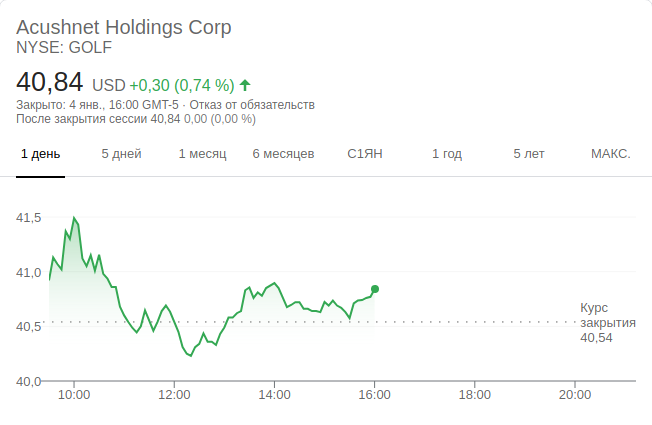 Acushnet Holdings Corp
NYSE: GOLF
40,84 USD +0,30 (0,74 %)
Закрыто: 4 янв., 16:00 GMT-5 · Отказ от обязательств
После закрытия сессии 40,84 0,00 (0,00 %)
1 день 5 дней 1 месяц 6 месяцев С1ЯН 1 год 5 лет МАКС.
41,5
41,0
40,5
40,0
Курс
закрытия
40,54
10:00 12:00 14:00 16:00 18:00 20:00